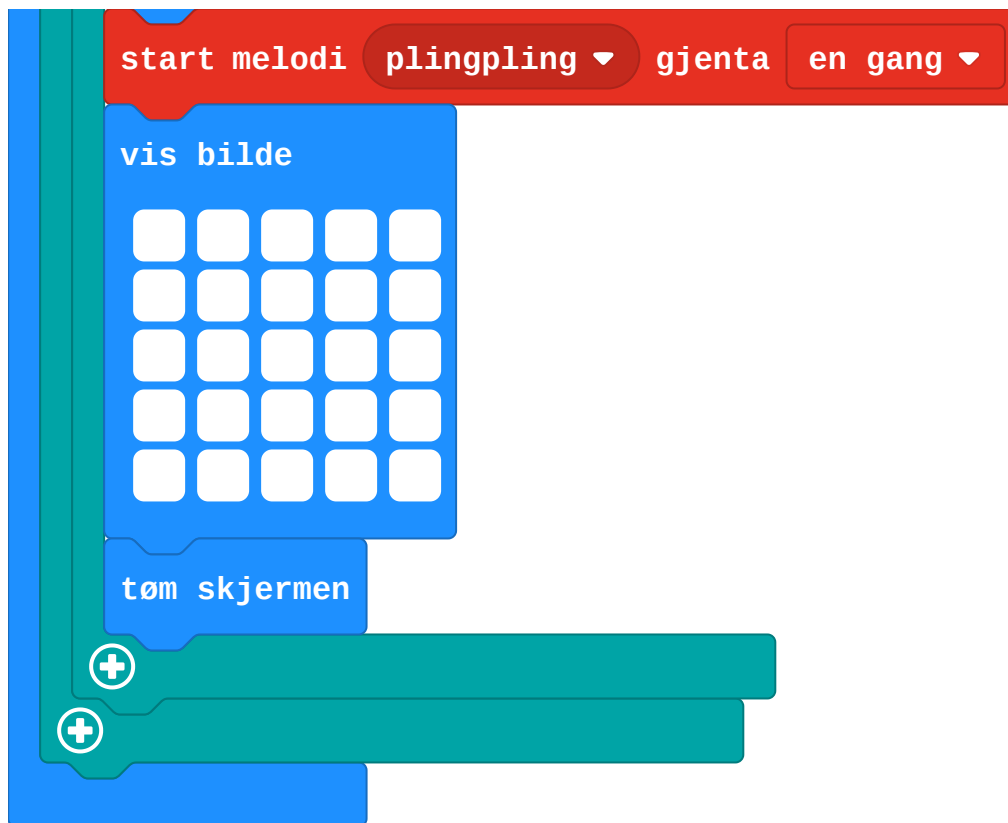 start melodi plingpling gjenta en gang
vis bilde
tøm skjermen